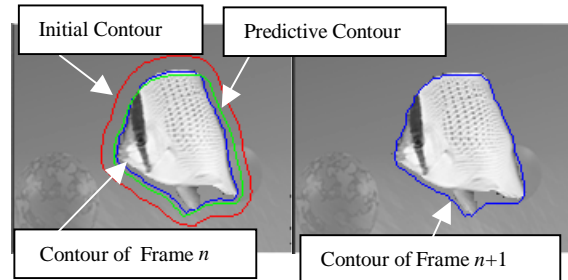 Initial Contour
Predictive Contour
Contour of Frame n
Contour of Frame n+1